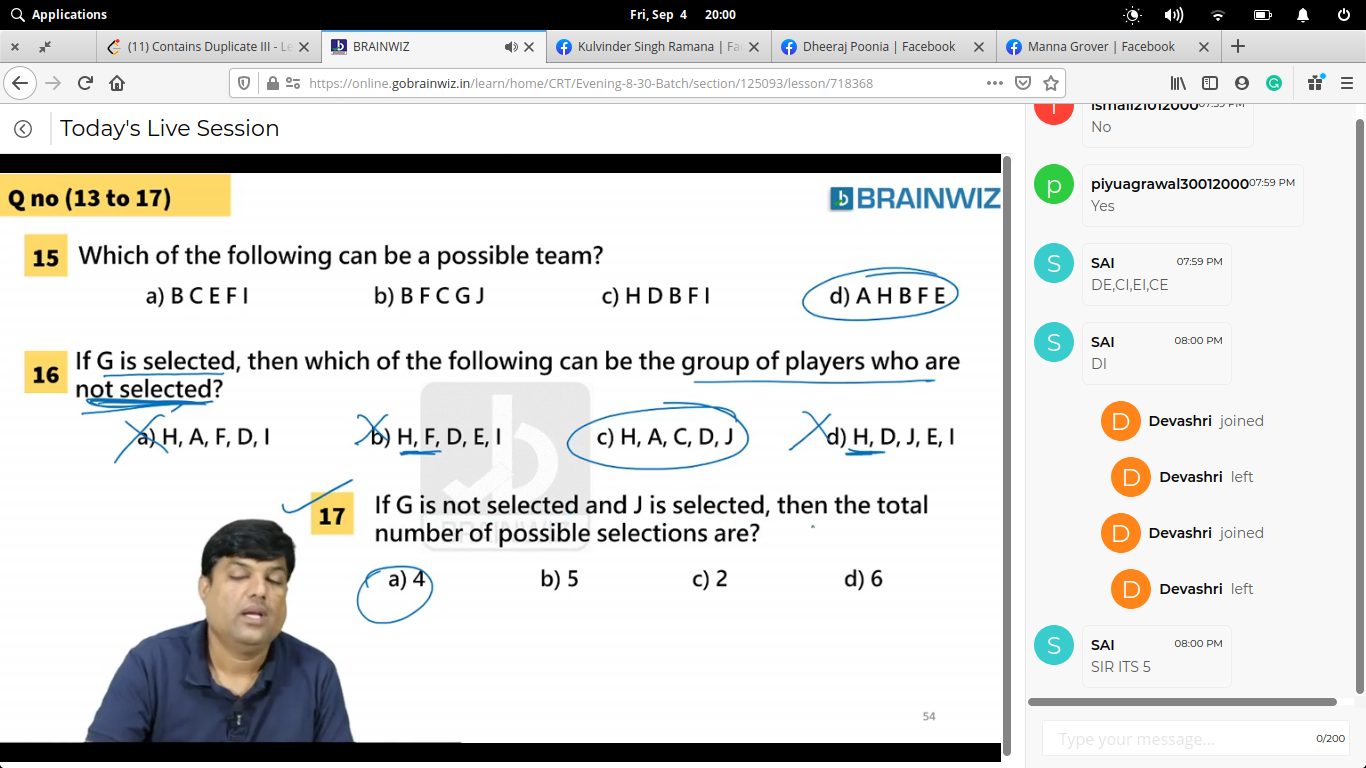 Applications
Fri, Sep 4 20:00
(11) Contains Duplicate III - Le
BRAINWIZ
Kulvinder Singh Ramana | Fa
Dheeraj Poonia | Facebook
Manna Grover | Facebook
https://online.gobrainwiz.in/learn/home/CRT/Evening-8-30-Batch/section/125093/lesson/718368
Today's Live Session
Q no (13 to 17)
BRAINWIZ
15 Which of the following can be a possible team?
a) B C E F I b) B F C G J c) H D B F I d) A H B F E
16 If G is selected, then which of the following can be the group of players who are
not selected?
a) H, A, F, D, I b) H, F, D, E, I c) H, A, C, D, J d) H, D, J, E, I
17 If G is not selected and J is selected, then the total
number of possible selections are?
a) 4 b) 5 c) 2 d) 6
54
ismail21012000 07:59 PM
No
p
piyuagrawal30012000 07:59 PM
Yes
S
SAI 07:59 PM
DE,CI,EI,CE
S
SAI 08:00 PM
DI
D Devashri joined
D Devashri left
D Devashri joined
D Devashri left
S
SAI 08:00 PM
SIR ITS 5
Type your message... 0/200